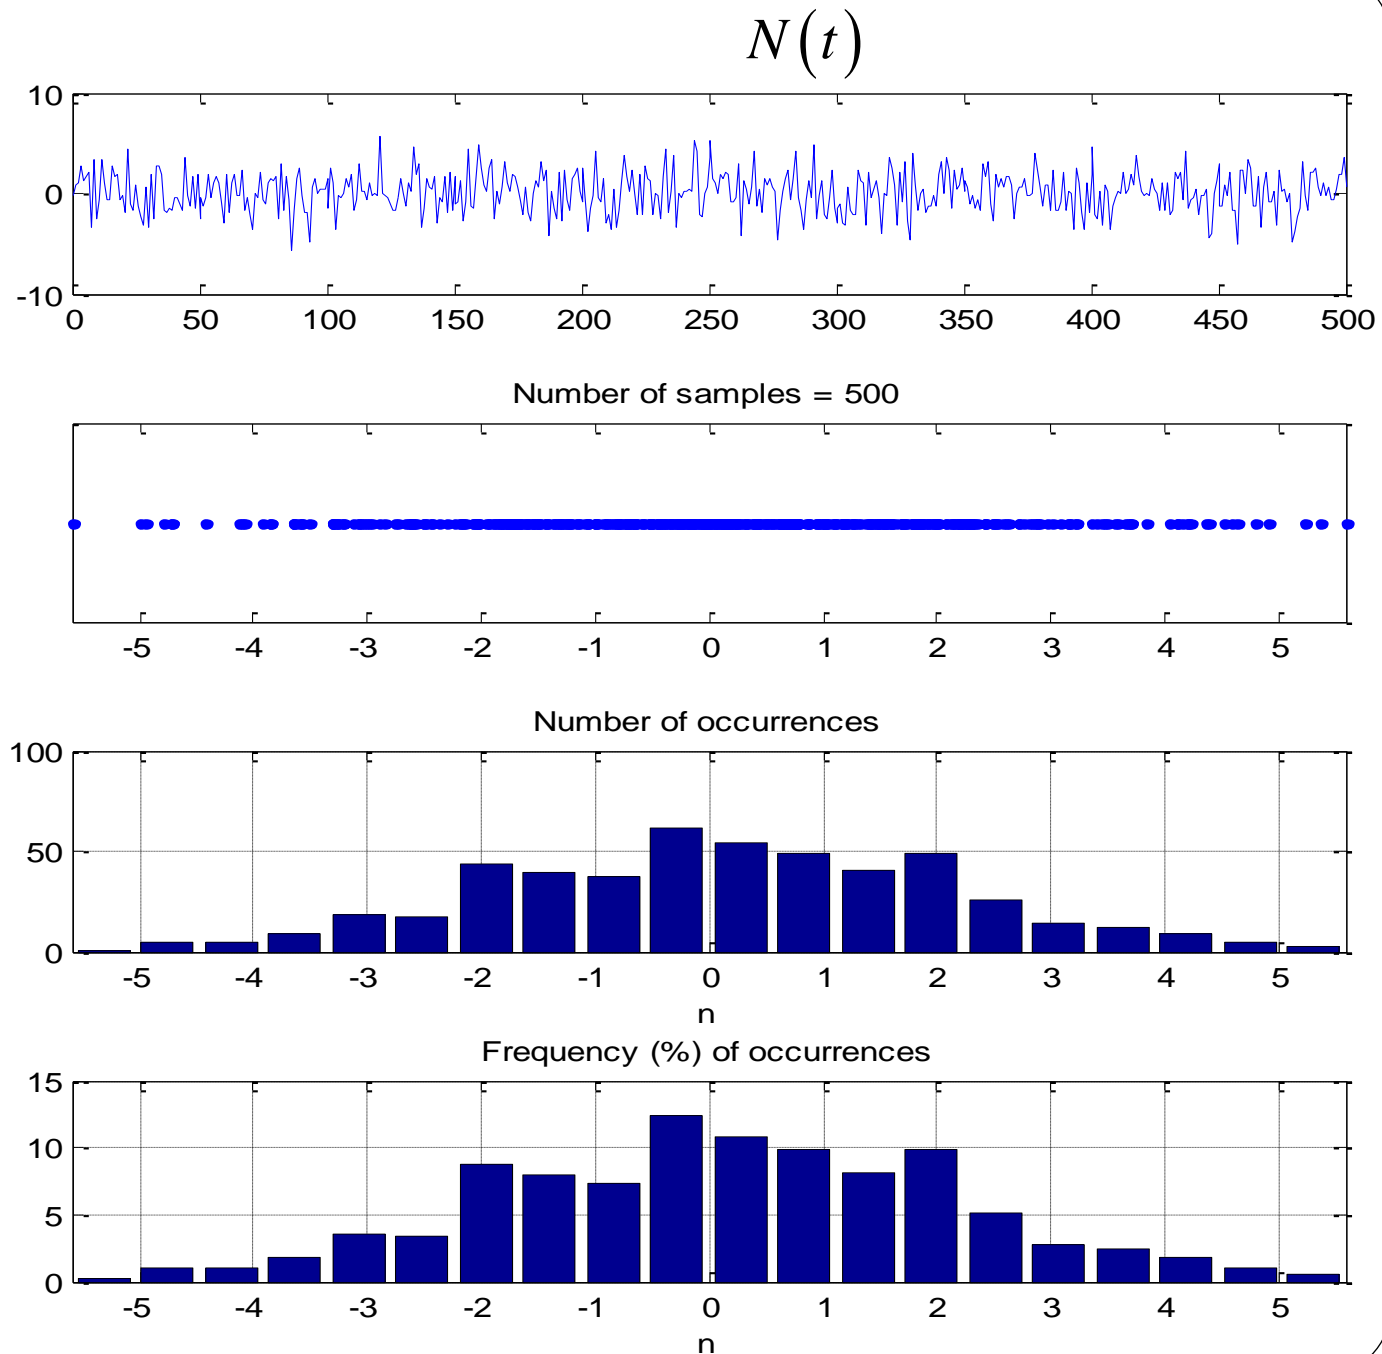 N(t)
10
0
-10
0 50 100 150 200 250 300 350 400 450 500
Number of samples = 500
-5 -4 -3 -2 -1 0 1 2 3 4 5
Number of occurrences
100
50
0
-5 -4 -3 -2 -1 0 1 2 3 4 5
n
Frequency (%) of occurrences
15
10
5
0
-5 -4 -3 -2 -1 0 1 2 3 4 5
n